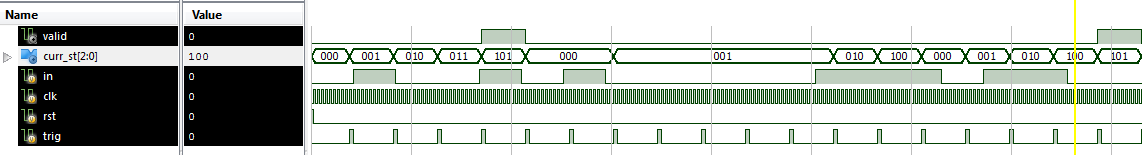 Name Value
valid 0
curr_st[2:0] 100 000 001 010 011 101 000 001 010 100 000 001 010 100 101
in 0
clk 0
rst 0
trig 0